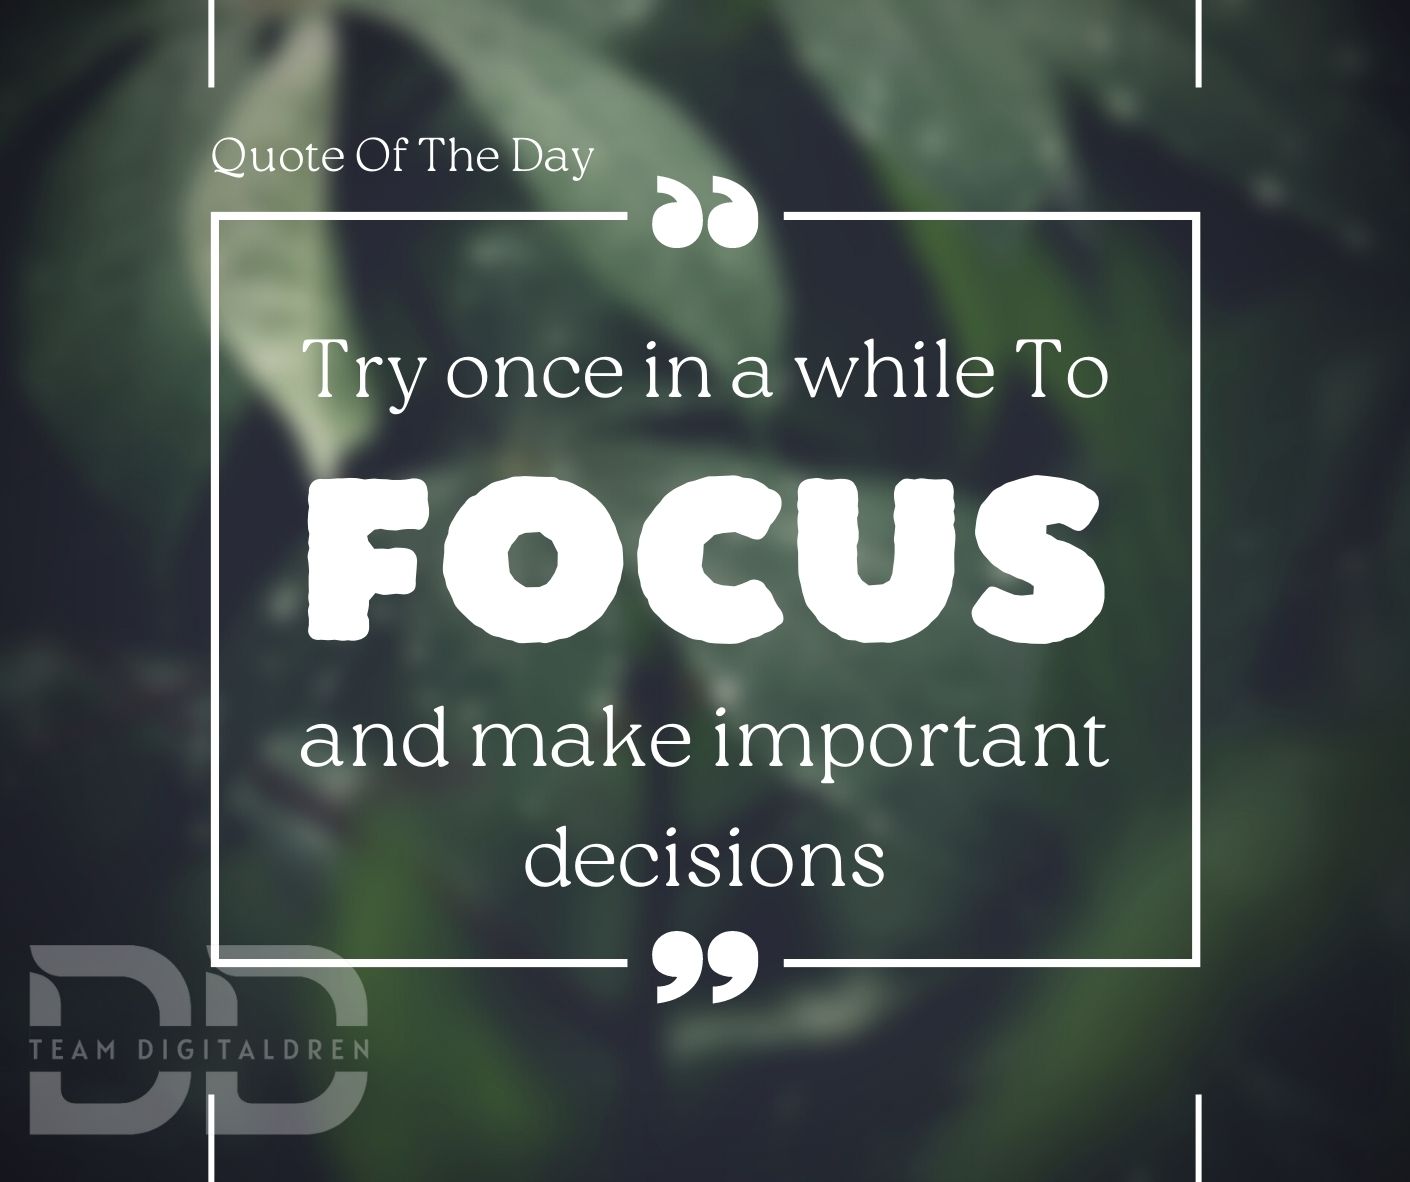 Quote Of The Day
“
Try once in a while To
FOCUS
and make important
decisions
”
TEAM DIGITALDREN